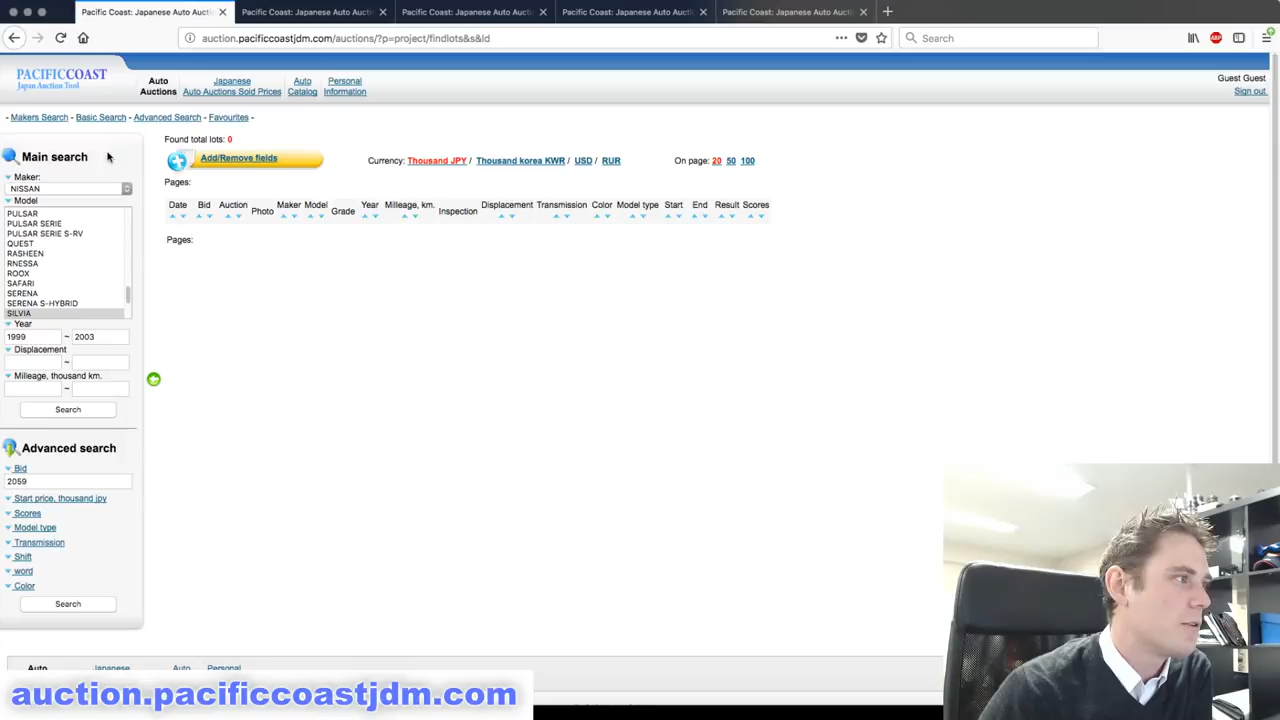 Pacific Coast: Japanese Auto Aucti
Pacific Coast: Japanese Auto Aucti
Pacific Coast: Japanese Auto Aucti
Pacific Coast: Japanese Auto Aucti
Pacific Coast: Japanese Auto Aucti
auction.pacificcoastjdm.com/auctions/?p=project/findlots&s&ld
Search
ABP
PACIFICCOAST
Japan Auction Tool
Auto Auctions
Japanese Auto Auctions Sold Prices
Auto Catalog
Personal Information
Guest Guest
Sign out
- Makers Search - Basic Search - Advanced Search - Favourites -
Main search
Maker:
NISSAN
Model
PULSAR
PULSAR SERIE
PULSAR SERIE S-RV
QUEST
RASHEEN
RNESSA
ROOX
SAFARI
SERENA
SERENA S-HYBRID
SILVIA
Year
1999 ~ 2003
Displacement
~
Milleage, thousand km.
~
Search
Advanced search
Bid
2059
Start price, thousand jpy
Scores
Model type
Transmission
Shift
word
Color
Search
Found total lots: 0
Add/Remove fields
Currency: Thousand JPY / Thousand korea KWR / USD / RUR
On page: 20 50 100
Pages:
Date Bid Auction Photo Maker Model Grade Year Mileage, km. Inspection Displacement Transmission Color Model type Start End Result Scores
Pages:
Auto Japanese Auto Personal
auction.pacificcoastjdm.com